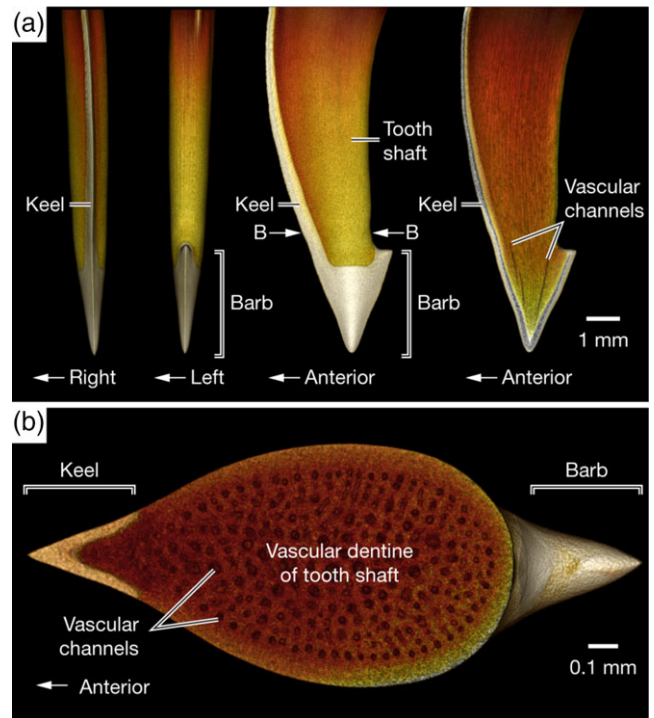 (a)
Keel
Tooth
shaft
Keel
B
B
Keel
Vascular
channels
Barb
Barb
1 mm
Right
Left
Anterior
Anterior
(b)
Keel
Barb
Vascular dentine
of tooth shaft
Vascular
channels
Anterior
0.1 mm